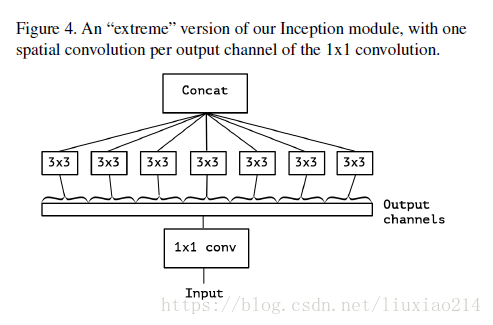 Figure 4. An “extreme” version of our Inception module, with one
spatial convolution per output channel of the 1x1 convolution.
Concat
3x3 3x3 3x3 3x3 3x3 3x3 3x3
Output
channels
1x1 conv
Input
https://blog.csdn.net/liuxiao214